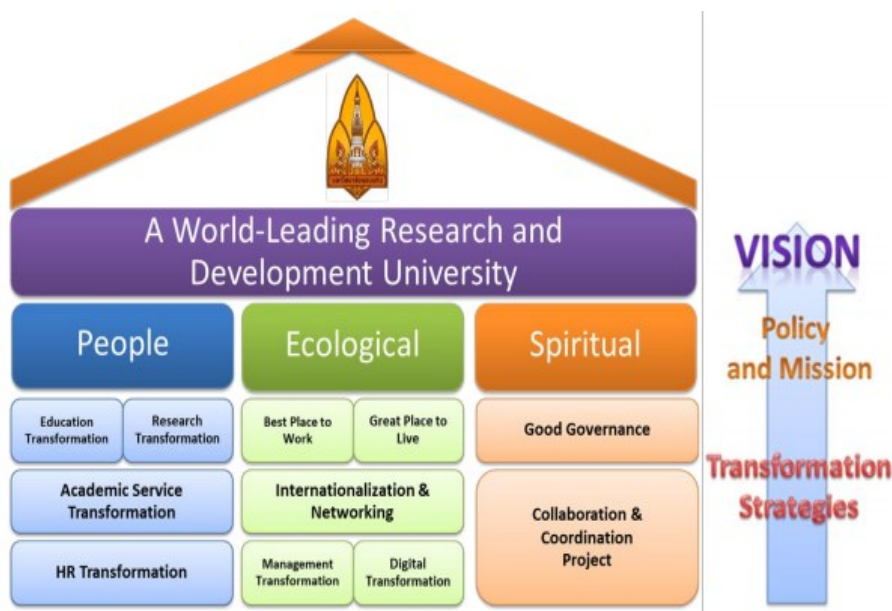 A World-Leading Research and
Development University
People
Ecological
Spiritual
Education
Transformation
Research
Transformation
Academic Service
Transformation
HR Transformation
Best Place to
Work
Great Place to
Live
Internationalization &
Networking
Management
Transformation
Digital
Transformation
Good Governance
Collaboration &
Coordination
Project
VISION
Policy
and Mission
Transformation
Strategies